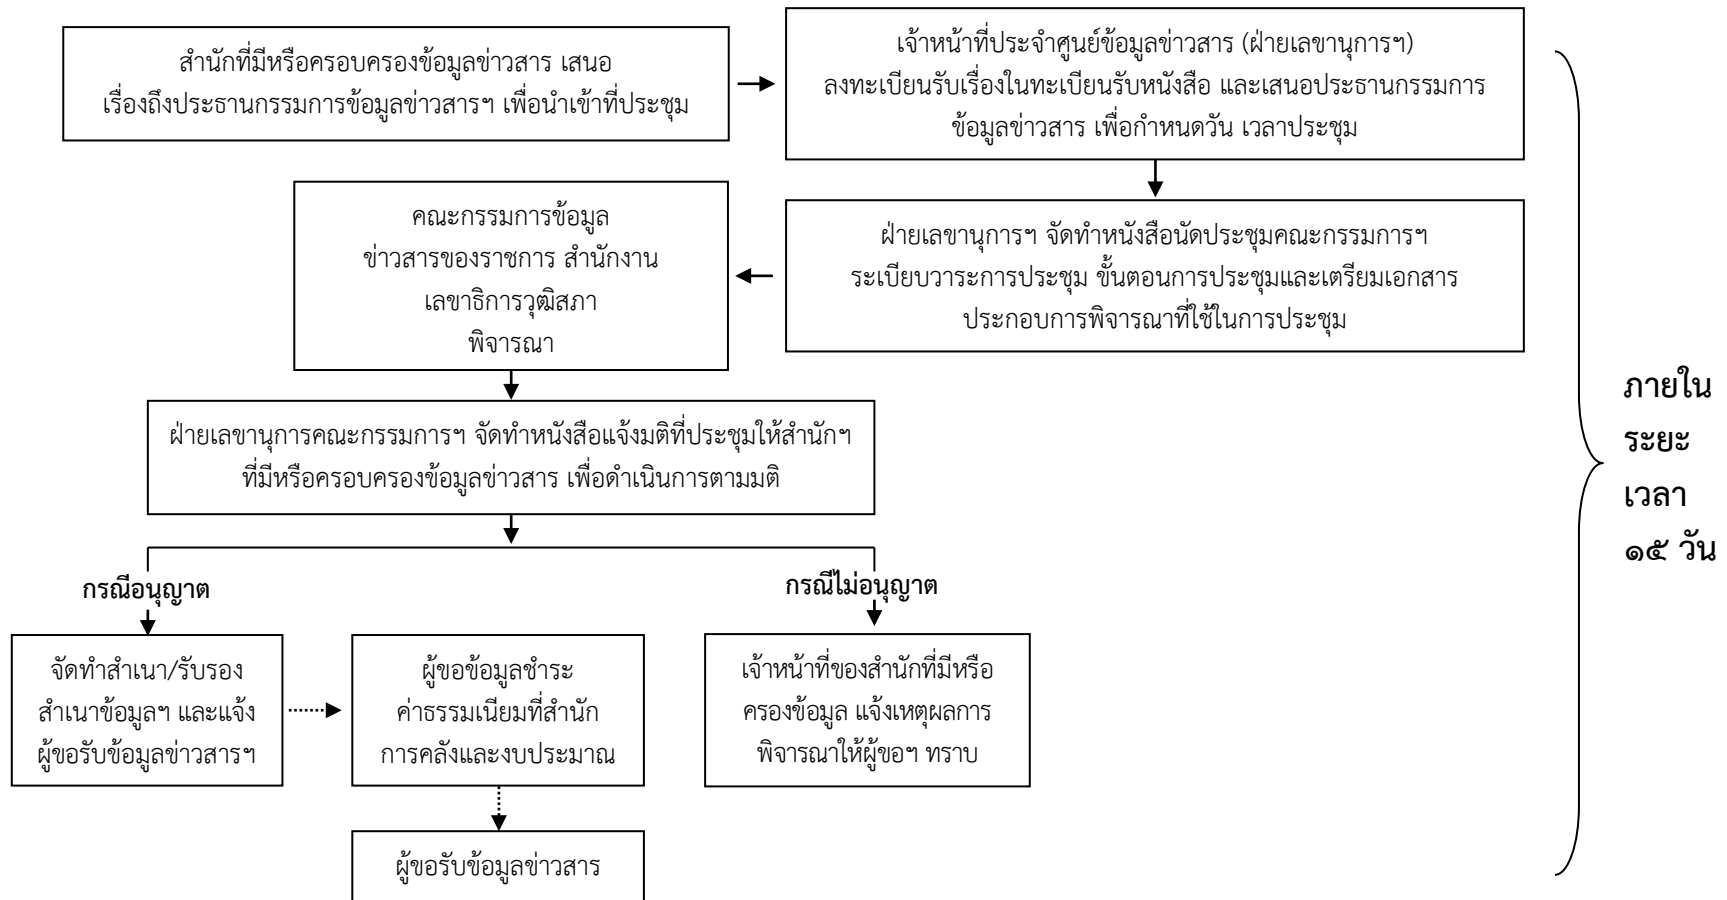 สำนักที่มีหรือครอบครองข้อมูลข่าวสาร เสนอ
เรื่องถึงประธานกรรมการข้อมูลข่าวสารฯ เพื่อนำเข้าที่ประชุม
เจ้าหน้าที่ประจำศูนย์ข้อมูลข่าวสาร (ฝ่ายเลขานุการฯ)
ลงทะเบียนรับเรื่องในทะเบียนรับหนังสือ และเสนอประธานกรรมการ
ข้อมูลข่าวสาร เพื่อกำหนดวัน เวลาประชุม
ฝ่ายเลขานุการฯ จัดทำหนังสือนัดประชุมคณะกรรมการฯ
ระเบียบวาระการประชุม ขั้นตอนการประชุมและเตรียมเอกสาร
ประกอบการพิจารณาที่ใช้ในการประชุม
คณะกรรมการข้อมูล
ข่าวสารของราชการ สำนักงาน
เลขาธิการวุฒิสภา
พิจารณา
ฝ่ายเลขานุการคณะกรรมการฯ จัดทำหนังสือแจ้งมติที่ประชุมให้สำนักฯ
ที่มีหรือครอบครองข้อมูลข่าวสาร เพื่อดำเนินการตามมติ
กรณีอนุญาต
จัดทำสำเนา/รับรอง
สำเนาข้อมูลฯ และแจ้ง
ผู้ขอรับข้อมูลข่าวสารฯ
ผู้ขอข้อมูลชำระ
ค่าธรรมเนียมที่สำนัก
การคลังและงบประมาณ
ผู้ขอรับข้อมูลข่าวสาร
กรณีไม่อนุญาต
เจ้าหน้าที่ของสำนักที่มีหรือ
ครองข้อมูล แจ้งเหตุผลการ
พิจารณาให้ผู้ขอฯ ทราบ
ภายใน
ระยะ
เวลา
๑๕ วัน